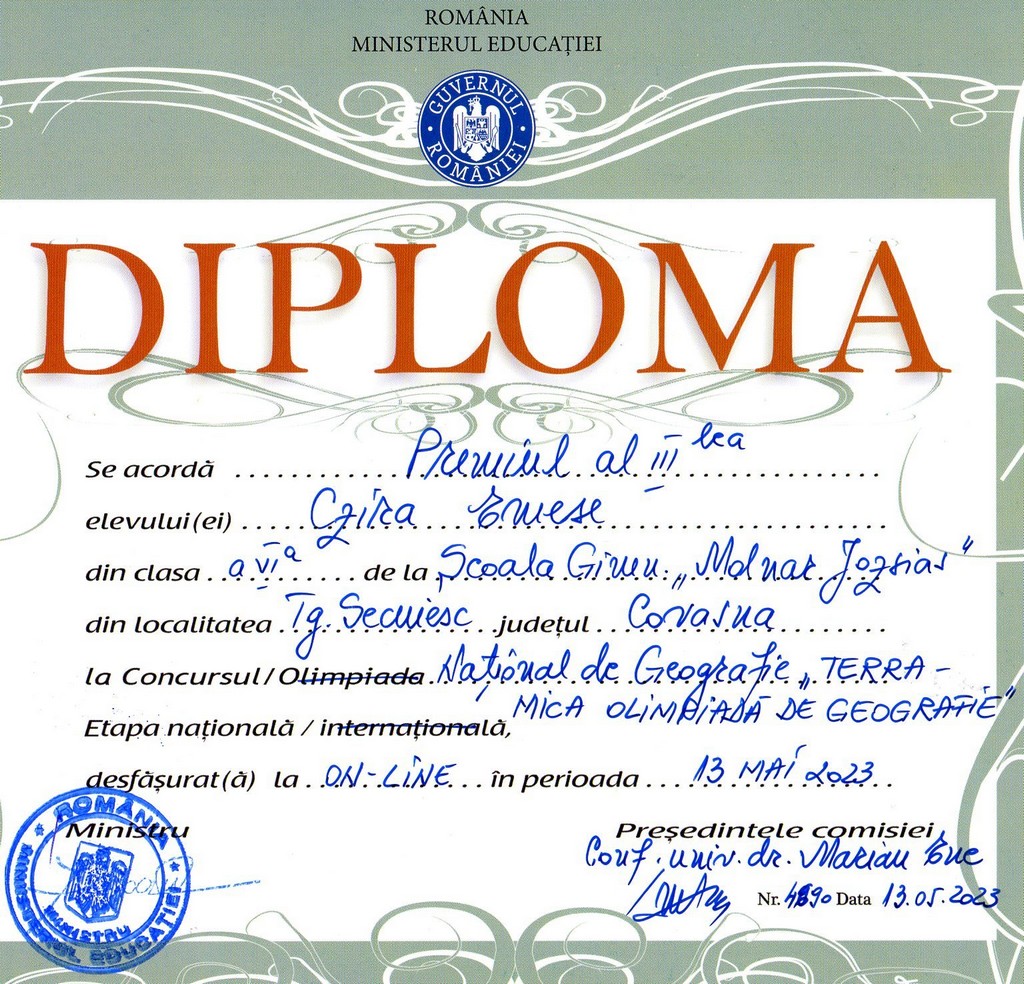 ROMÂNIA
MINISTERUL EDUCAȚIEI
GUVERNUL ROMÂNIEI
DIPLOMA
Se acordă Premiul al III lea
elevului(ei) Czika Emese
din clasa a VI a de la Școala Gimn. „Molnar Jozsias"
din localitatea Tg. Secuiesc județul Covasna
la Concursul/Olimpiada Național de Geografie „TERRA –
MICA OLIMPIADĂ DE GEOGRAFIE"
Etapa națională / internațională,
desfășurat(ă) la ON-LINE în perioada 13 MAI 2023
Ministru Președintele comisiei
Conf. univ. dr. Marian Ene
Nr. Data 13.05.2023
ROMÂNIA
MINISTERUL EDUCAȚIEI
MINISTRU